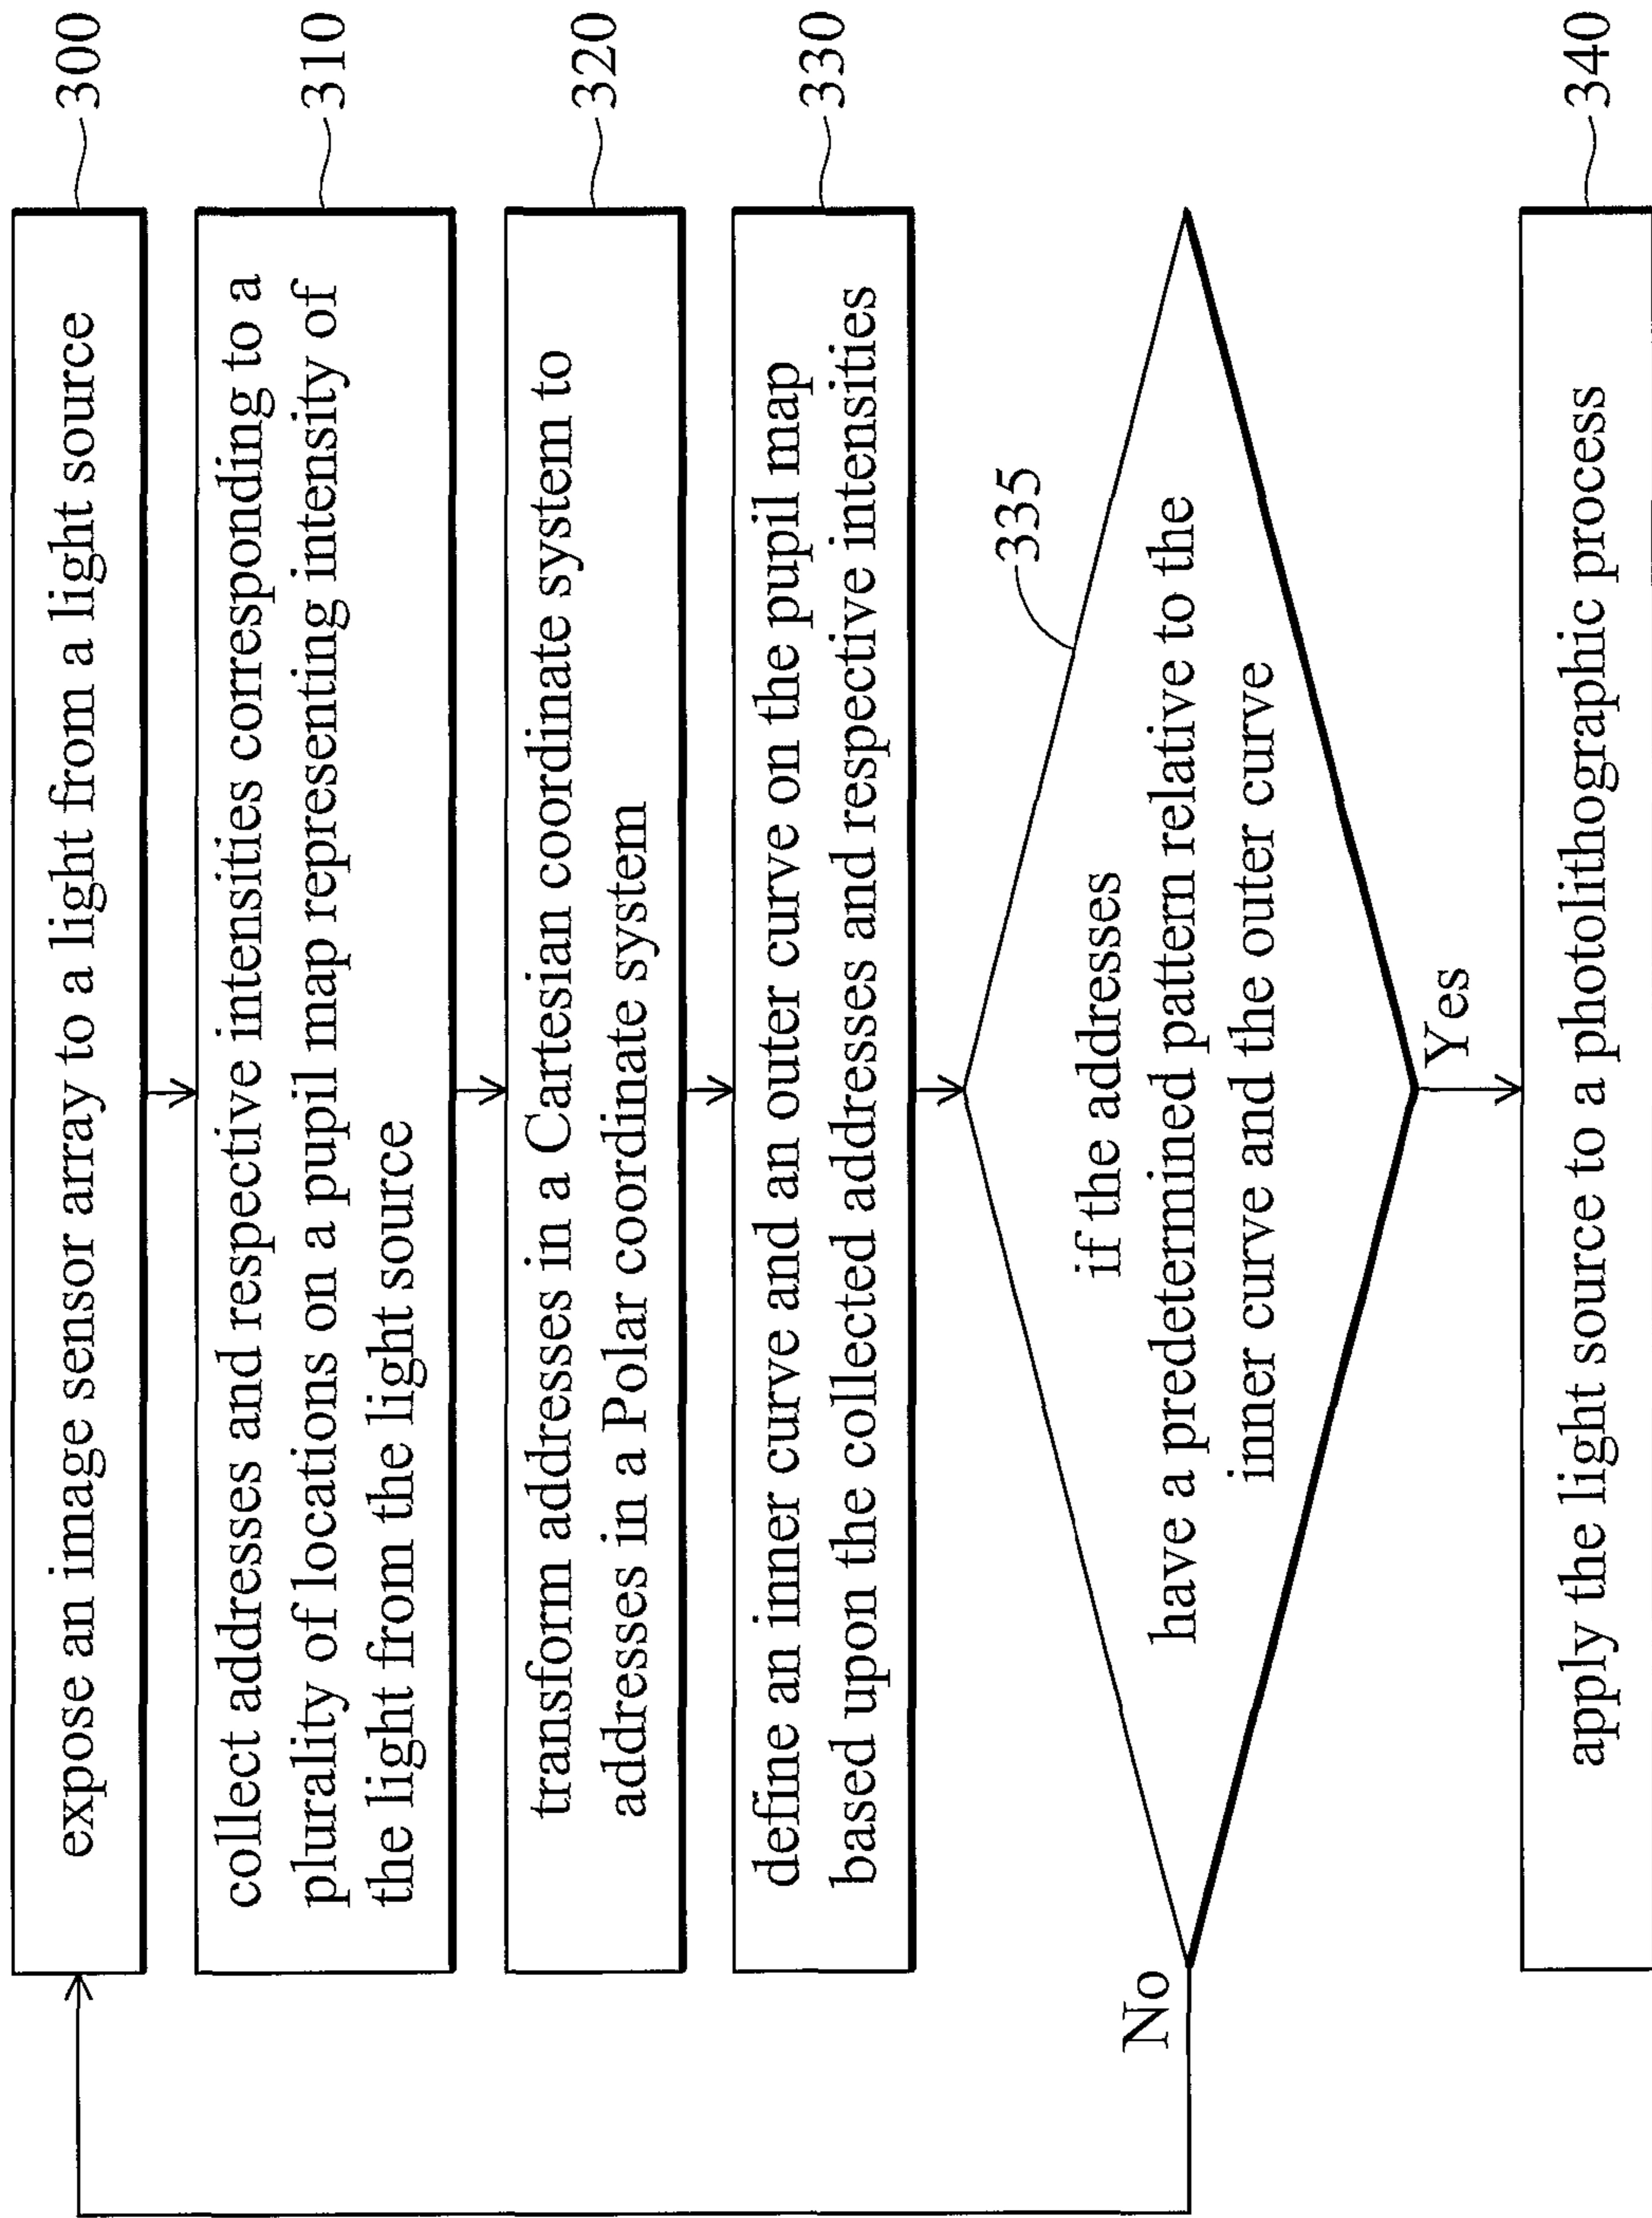 expose an image sensor array to a light from a light source
300
collect addresses and respective intensities corresponding to a
plurality of locations on a pupil map representing intensity of
the light from the light source
310
transform addresses in a Cartesian coordinate system to
addresses in a Polar coordinate system
320
define an inner curve and an outer curve on the pupil map
based upon the collected addresses and respective intensities
330
335
if the addresses
have a predetermined pattern relative to the
inner curve and the outer curve
No
Yes
apply the light source to a photolithographic process
340